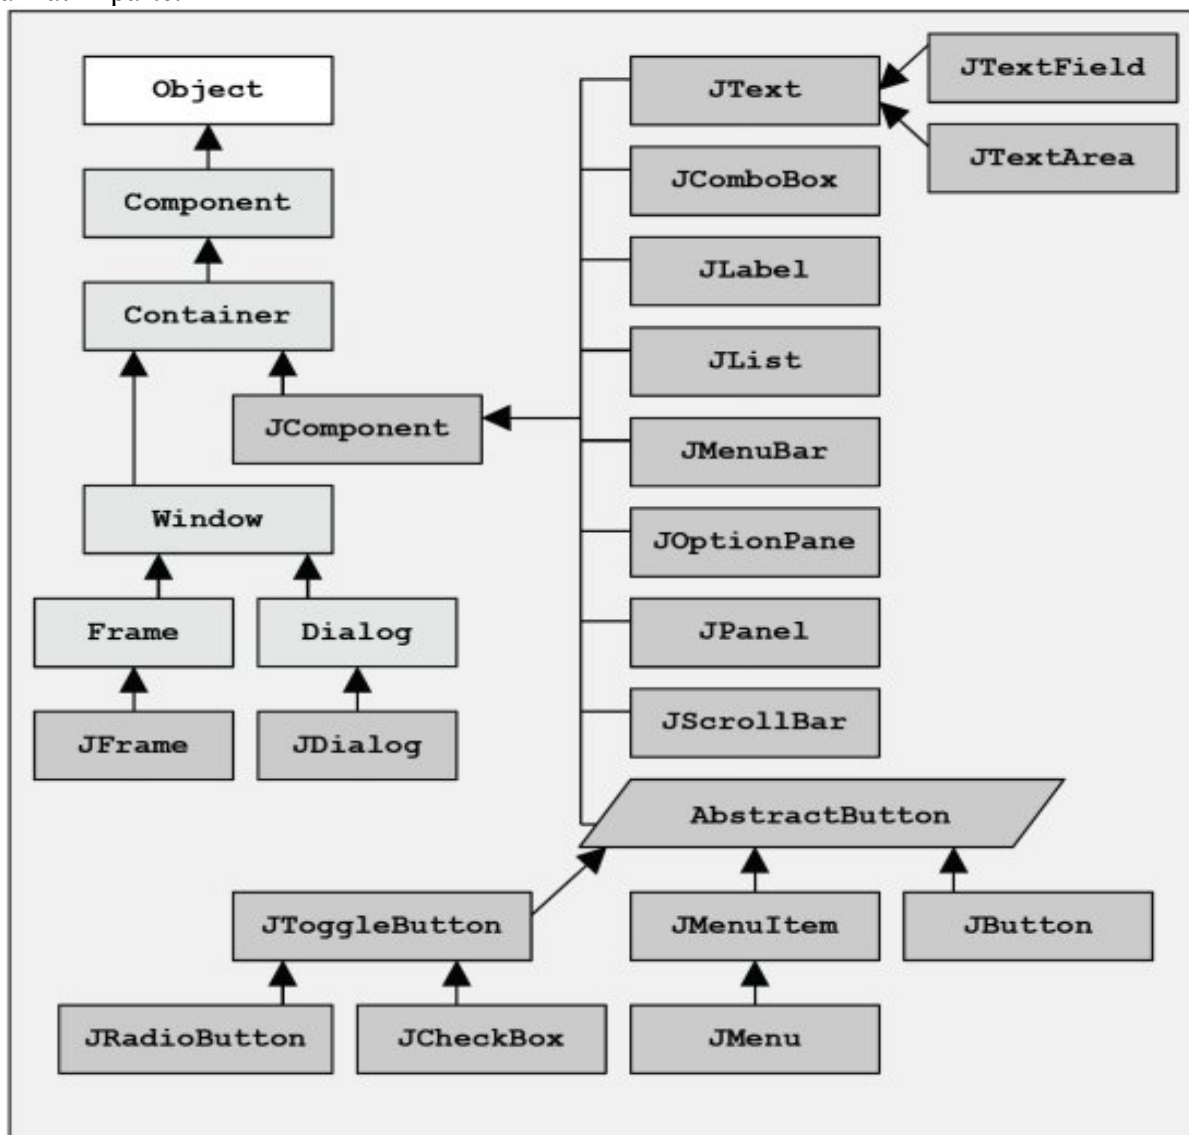 Object
Component
Container
JComponent
Window
Frame
Dialog
JFrame
JDialog
JText
JTextField
JTextArea
JComboBox
JLabel
JList
JMenuBar
JOptionPane
JPanel
JScrollBar
AbstractButton
JToggleButton
JMenuItem
JButton
JRadioButton
JCheckBox
JMenu